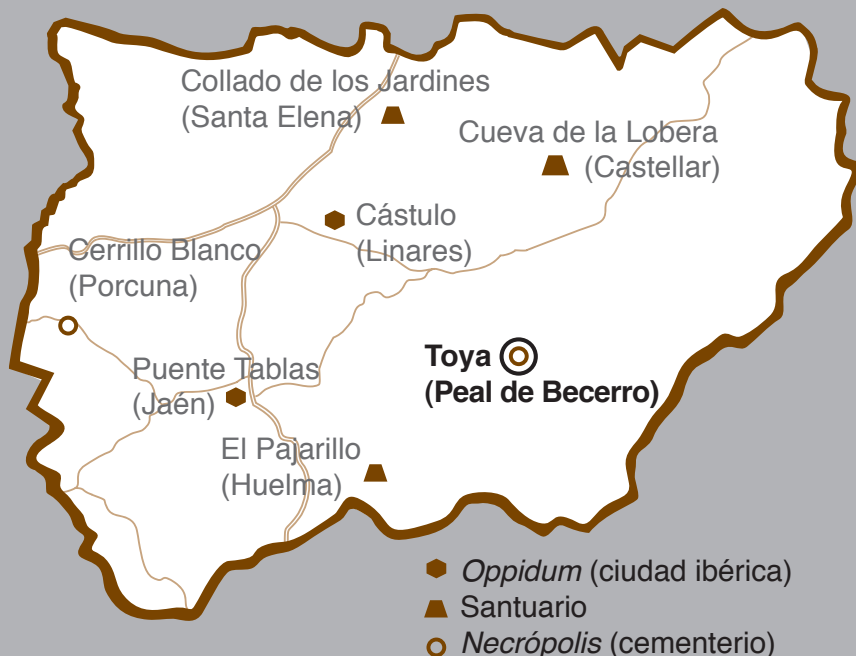 Collado de los Jardines
(Santa Elena)
Cueva de la Lobera
(Castellar)
Cástulo
(Linares)
Cerrillo Blanco
(Porcuna)
Toya
(Peal de Becerro)
Puente Tablas
(Jaén)
El Pajarillo
(Huelma)
Oppidum (ciudad ibérica)
Santuario
Necrópolis (cementerio)